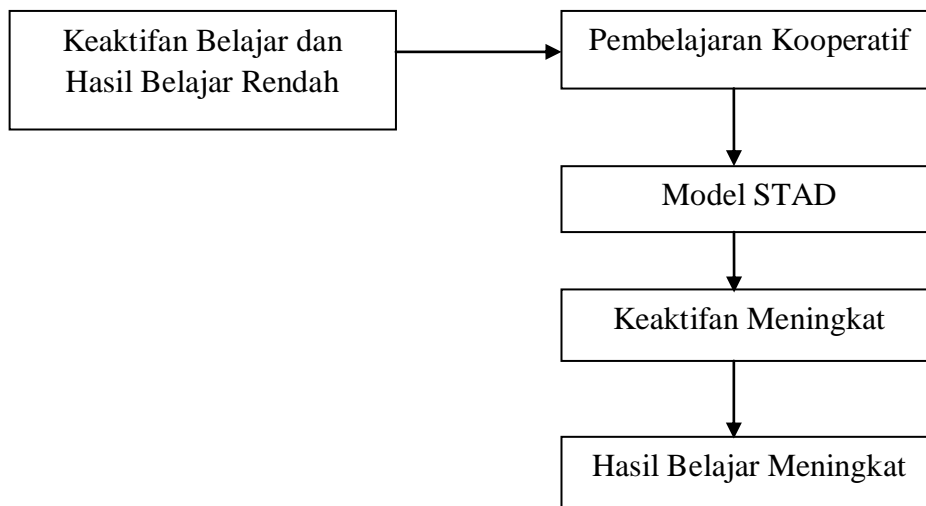 Keaktifan Belajar dan
Hasil Belajar Rendah
Pembelajaran Kooperatif
Model STAD
Keaktifan Meningkat
Hasil Belajar Meningkat